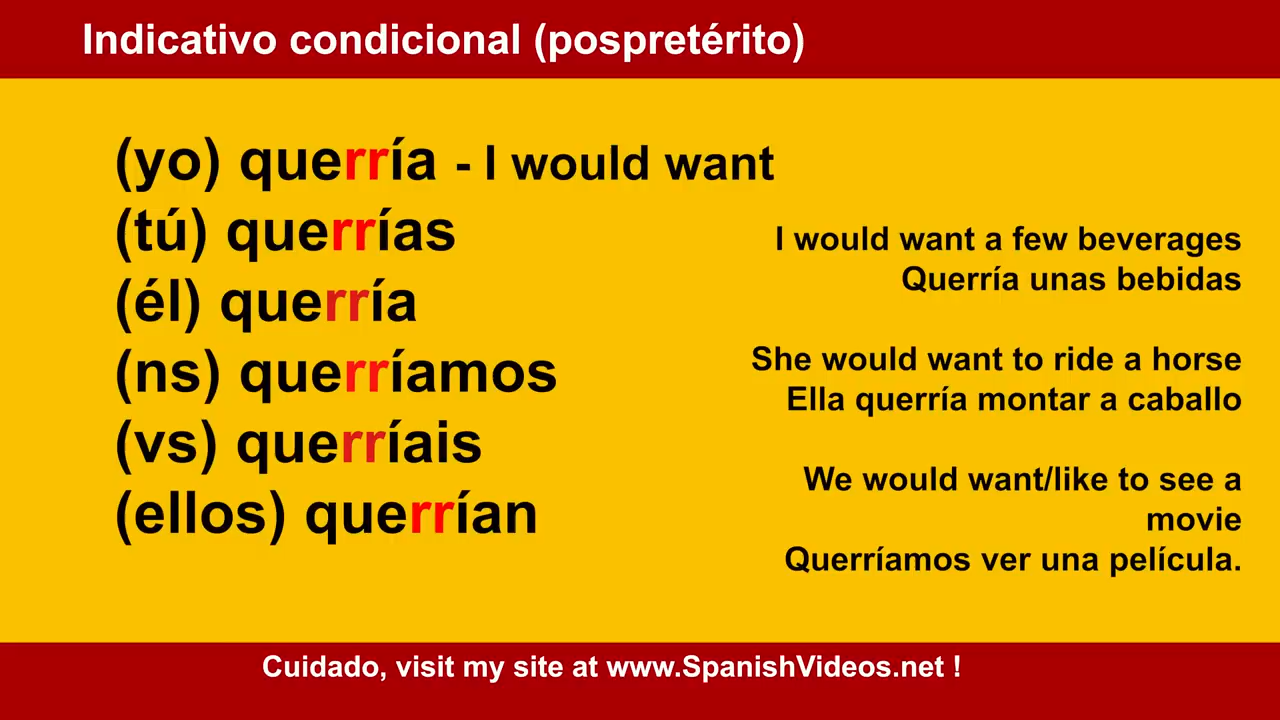 Indicativo condicional (pospretérito)
(yo) querría - I would want
(tú) querrías
(él) querría
(ns) querríamos
(vs) querríais
(ellos) querrían
I would want a few beverages
Querría unas bebidas
She would want to ride a horse
Ella querría montar a caballo
We would want/like to see a
movie
Querríamos ver una película.
Cuidado, visit my site at www.SpanishVideos.net !